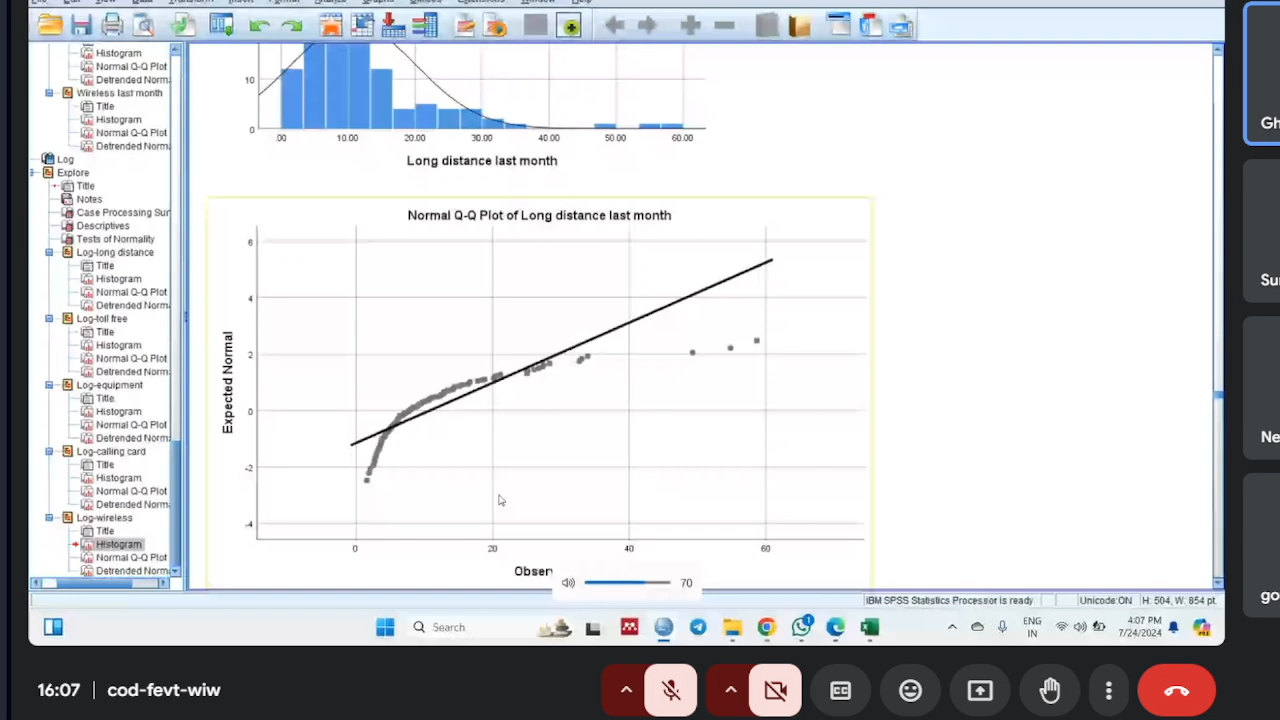 Histogram
Normal Q-Q Plot
Detrended Norm
Wireless last month
Title
Histogram
Normal Q-Q Plot
Detrended Norm
Log
Explore
Title
Notes
Case Processing Sur
Descriptives
Tests of Normality
Log-long distance
Title
Histogram
Normal Q-Q Plot
Detrended Norm
Log-toll free
Title
Histogram
Normal Q-Q Plot
Detrended Norm
Log-equipment
Title
Histogram
Normal Q-Q Plot
Detrended Norm
Log-calling card
Title
Histogram
Normal Q-Q Plot
Detrended Norm
Log-wireless
Title
Histogram
Normal Q-Q Plot
Detrended Norm
10
0
.00 10.00 20.00 30.00 40.00 50.00 60.00
Long distance last month
Normal Q-Q Plot of Long distance last month
Expected Normal
6
4
2
0
-2
-4
0 20 40 60
Obser
70
IBM SPSS Statistics Processor is ready Unicode:ON H: 504, W: 854 pt
Search
ENG
IN
4:07 PM
7/24/2024
16:07 | cod-fevt-wiw
Gh
Su
Ne
go